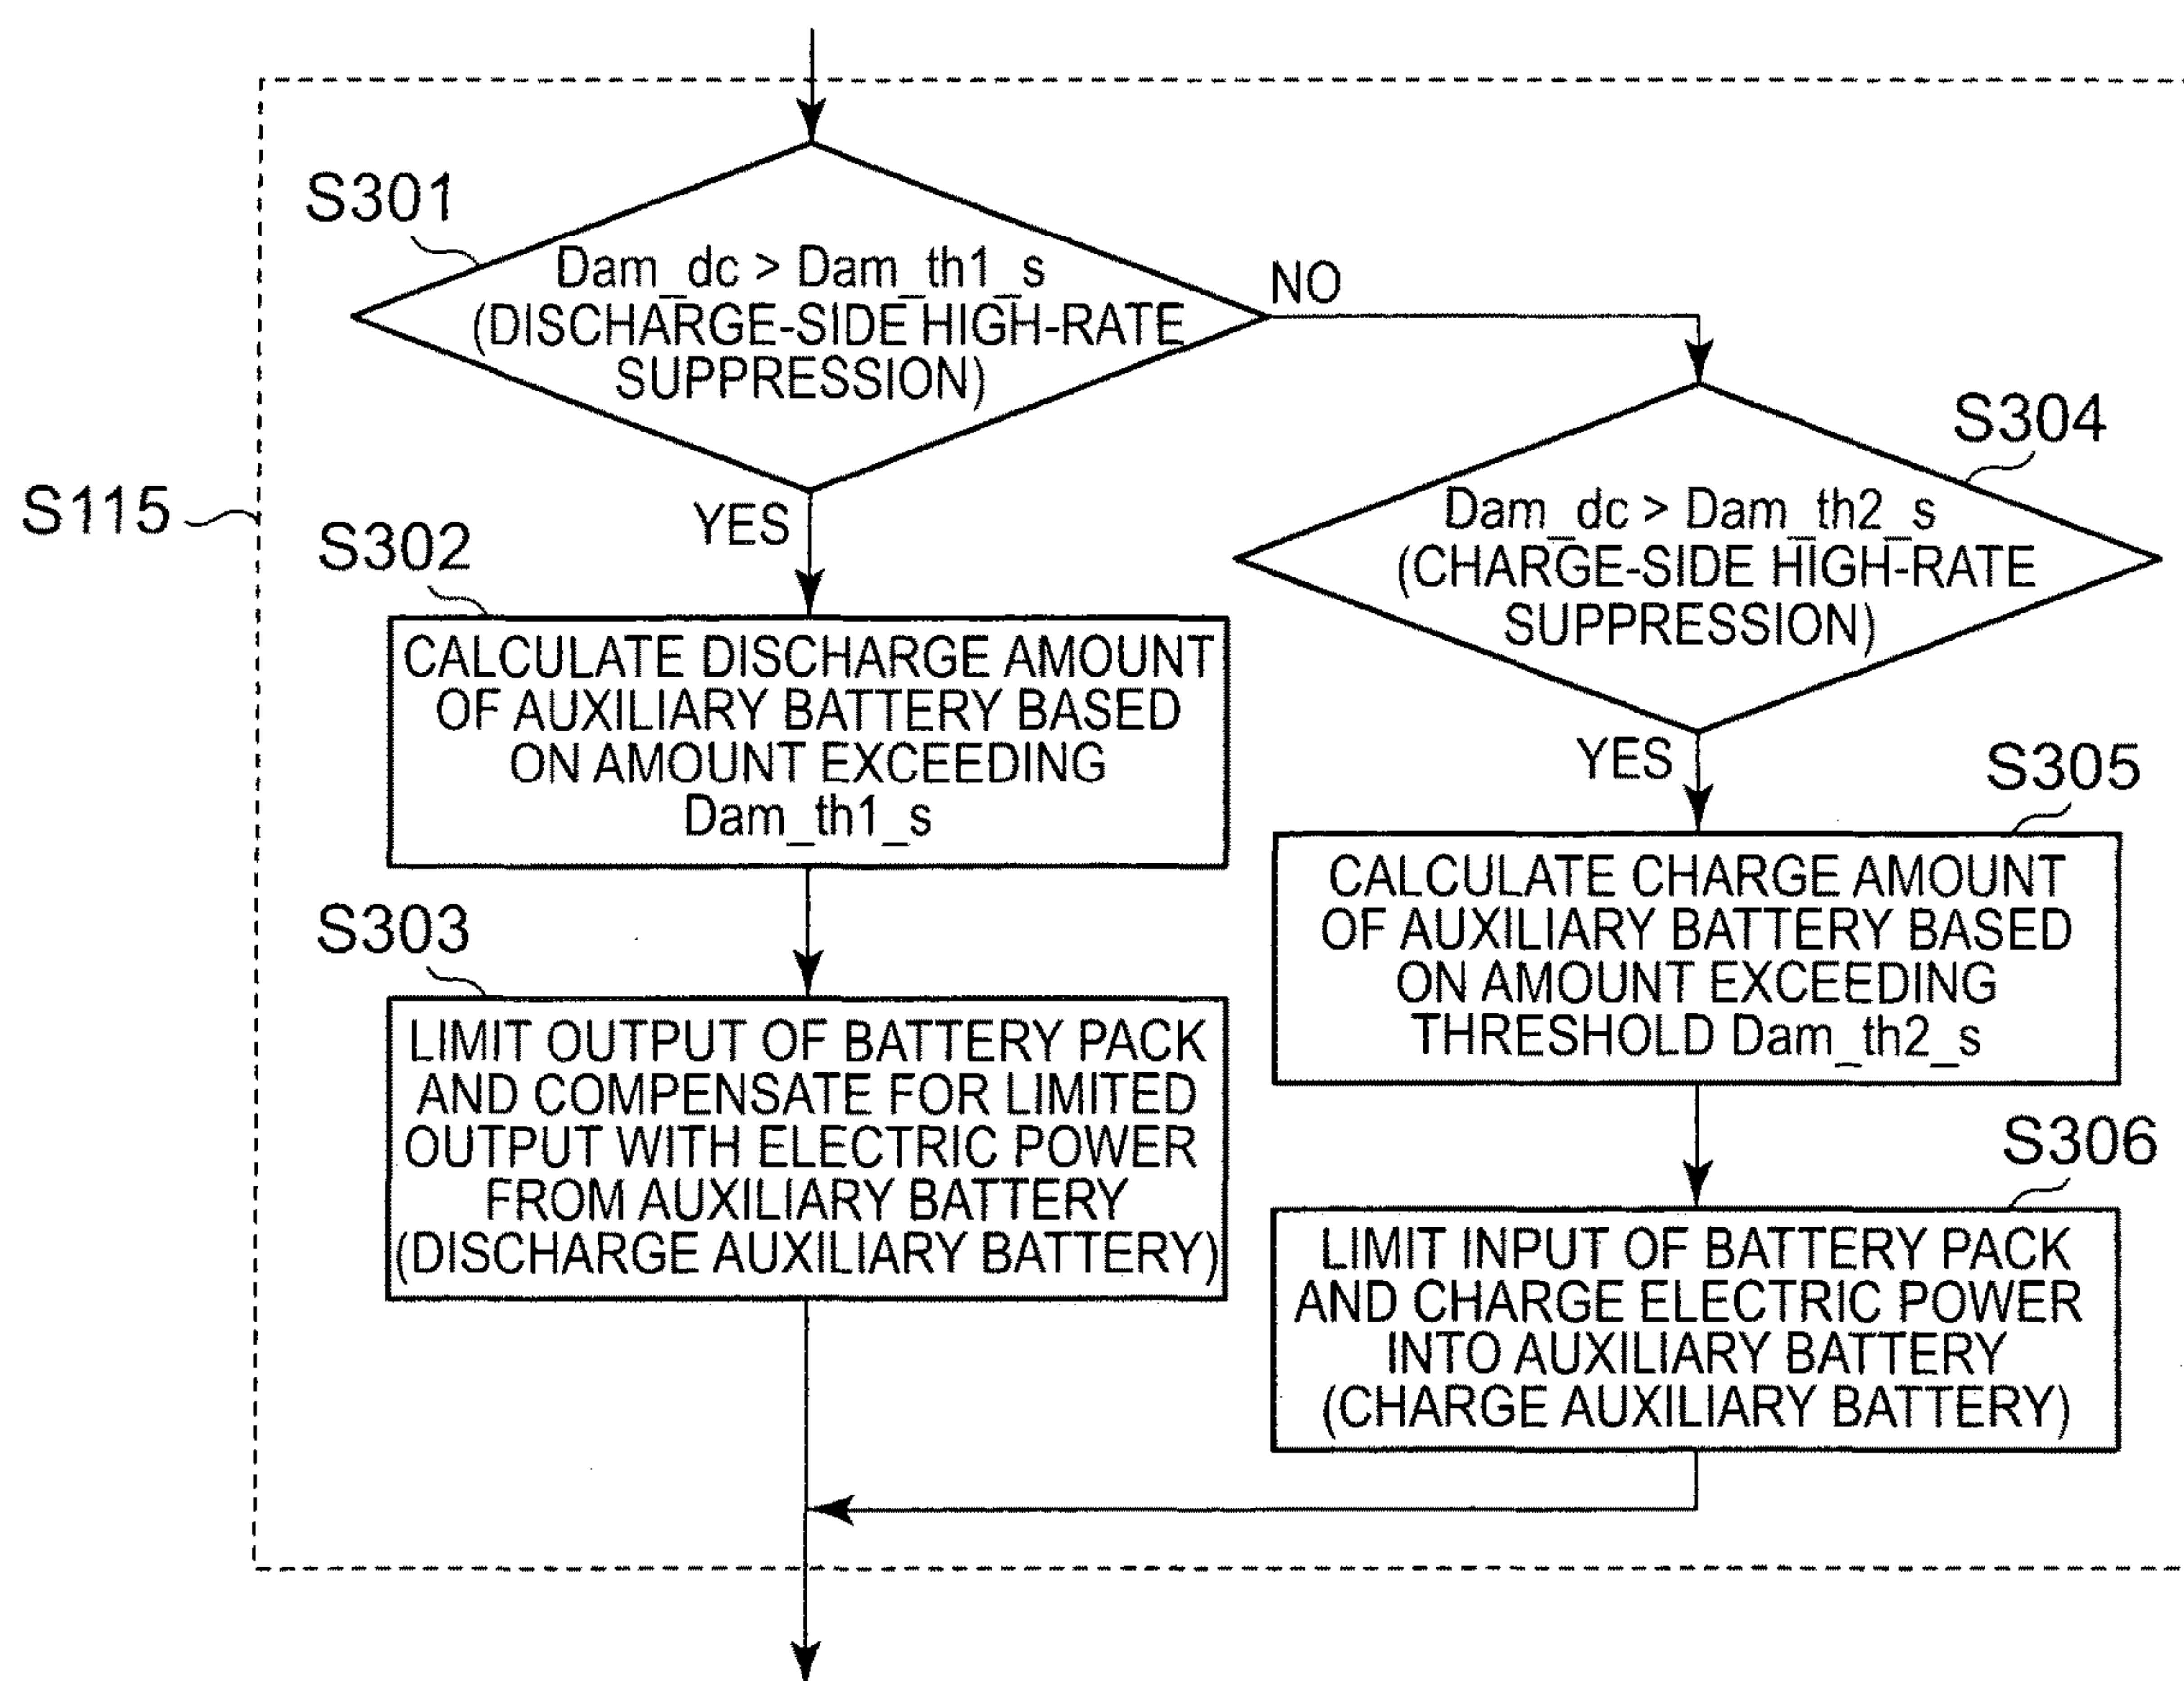 S301
Dam_dc > Dam_th1_s
(DISCHARGE-SIDE HIGH-RATE
SUPPRESSION)
NO
YES
S115
S302
CALCULATE DISCHARGE AMOUNT
OF AUXILIARY BATTERY BASED
ON AMOUNT EXCEEDING
Dam_th1_s
S303
LIMIT OUTPUT OF BATTERY PACK
AND COMPENSATE FOR LIMITED
OUTPUT WITH ELECTRIC POWER
FROM AUXILIARY BATTERY
(DISCHARGE AUXILIARY BATTERY)
S304
Dam_dc > Dam_th2_s
(CHARGE-SIDE HIGH-RATE
SUPPRESSION)
YES
S305
CALCULATE CHARGE AMOUNT
OF AUXILIARY BATTERY BASED
ON AMOUNT EXCEEDING
THRESHOLD Dam_th2_s
S306
LIMIT INPUT OF BATTERY PACK
AND CHARGE ELECTRIC POWER
INTO AUXILIARY BATTERY
(CHARGE AUXILIARY BATTERY)